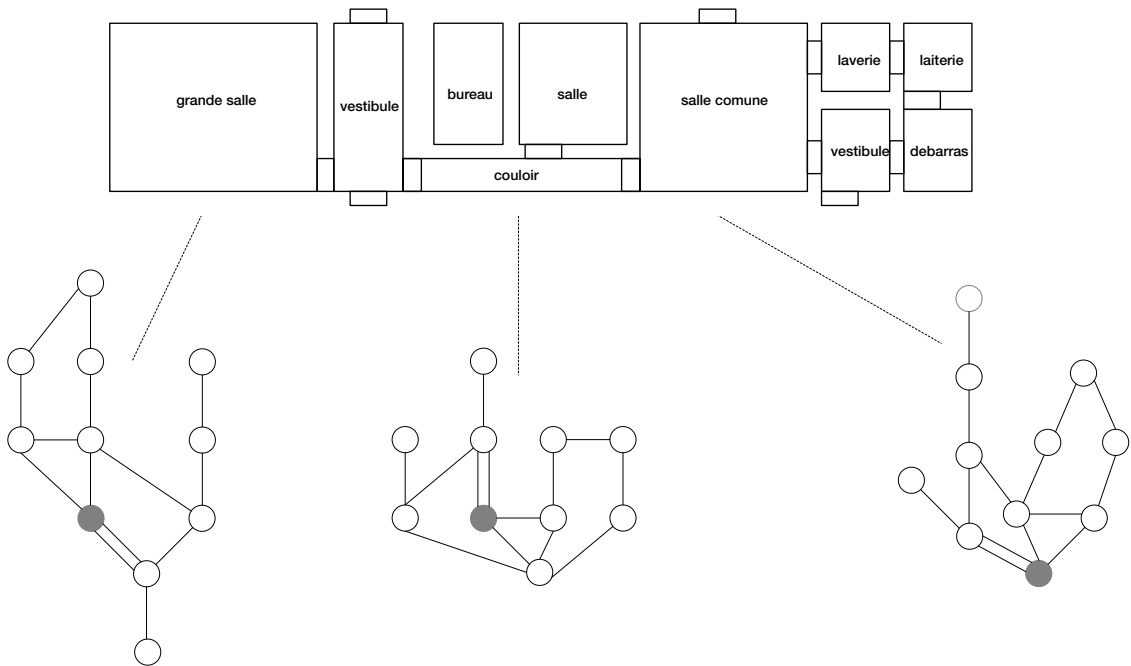 grande salle
vestibule
bureau
salle
salle comune
laverie
laiterie
vestibule
debarras
couloir